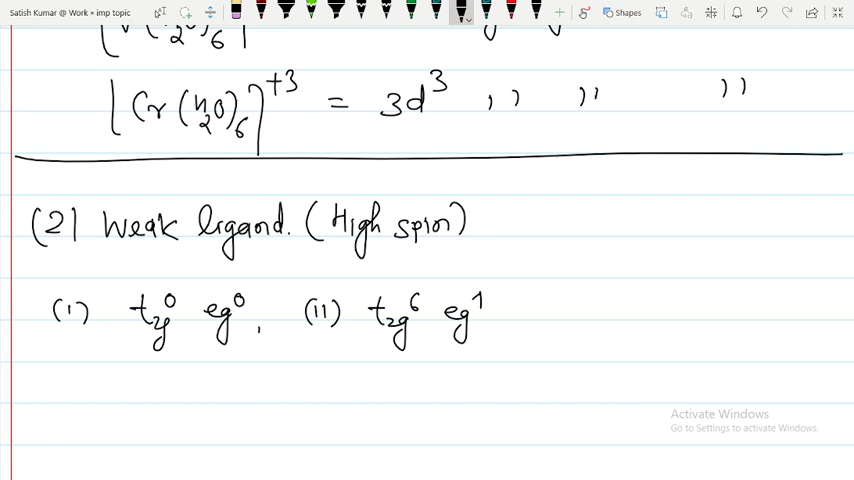 Satish Kumar @ Work » imp topic
Shapes
[Cr(H2O)6]+3 = 3d3 ,, ,, ,,
(2) Weak ligand. (High spin)
(i) t2g0 eg0, (ii) t2g6 eg1
Activate Windows
Go to Settings to activate Windows.